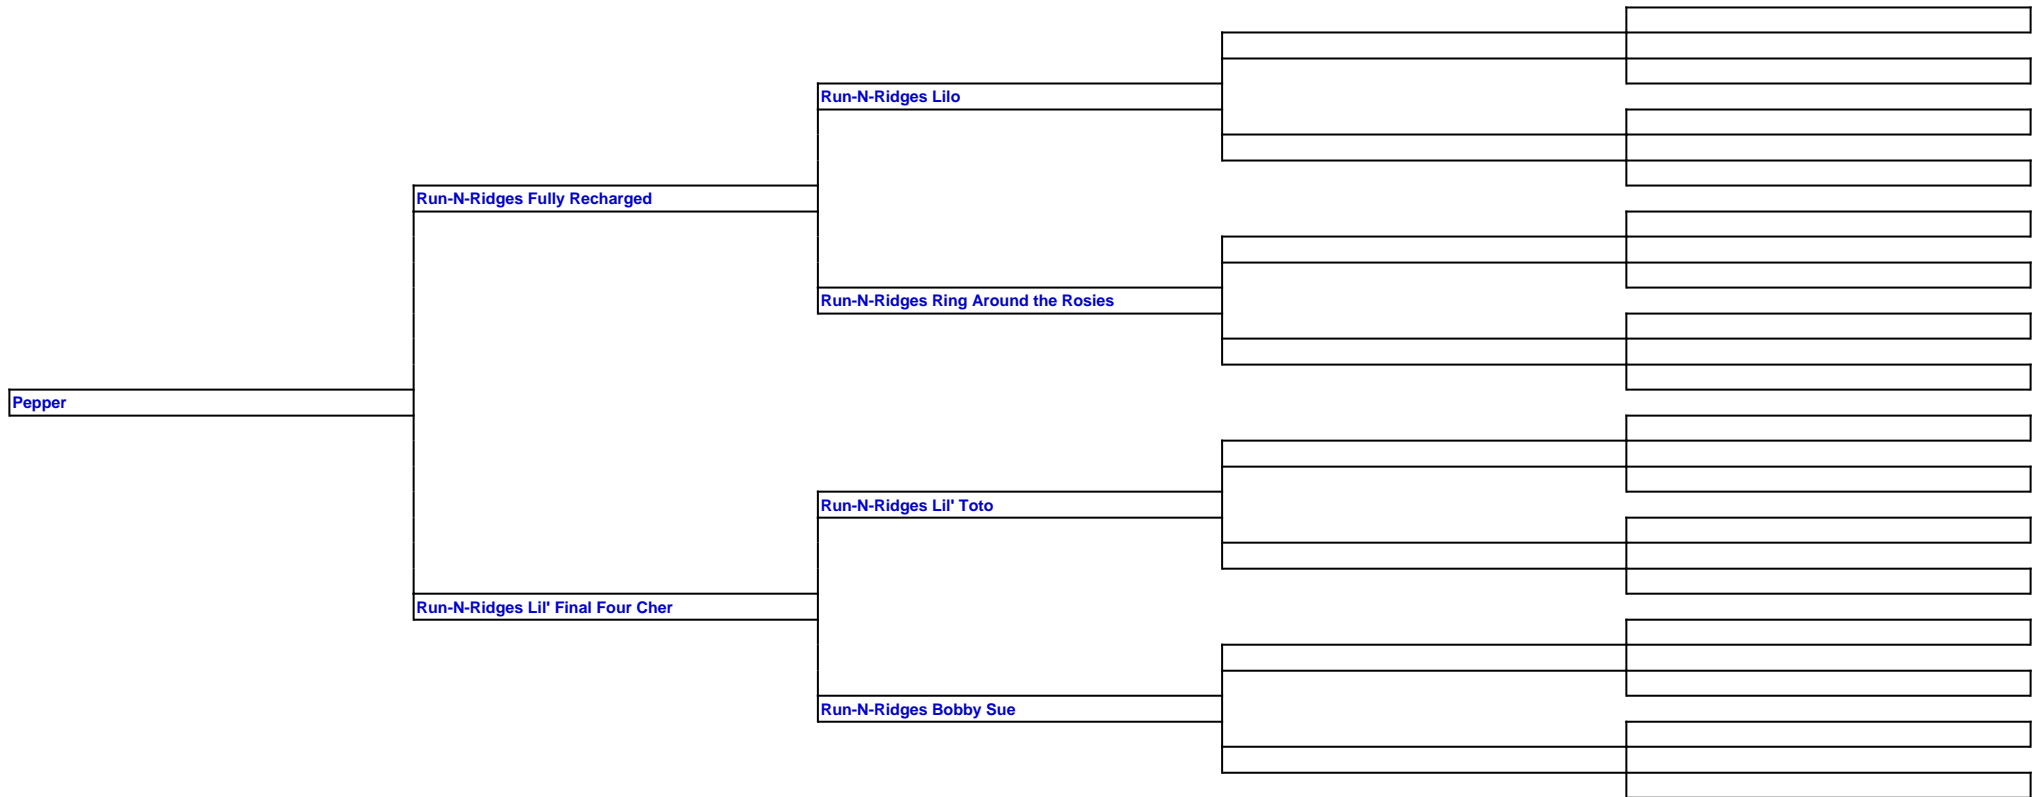 Run-N-Ridges Lilo
Run-N-Ridges Fully Recharged
Run-N-Ridges Ring Around the Rosies
Pepper
Run-N-Ridges Lil' Toto
Run-N-Ridges Lil' Final Four Cher
Run-N-Ridges Bobby Sue